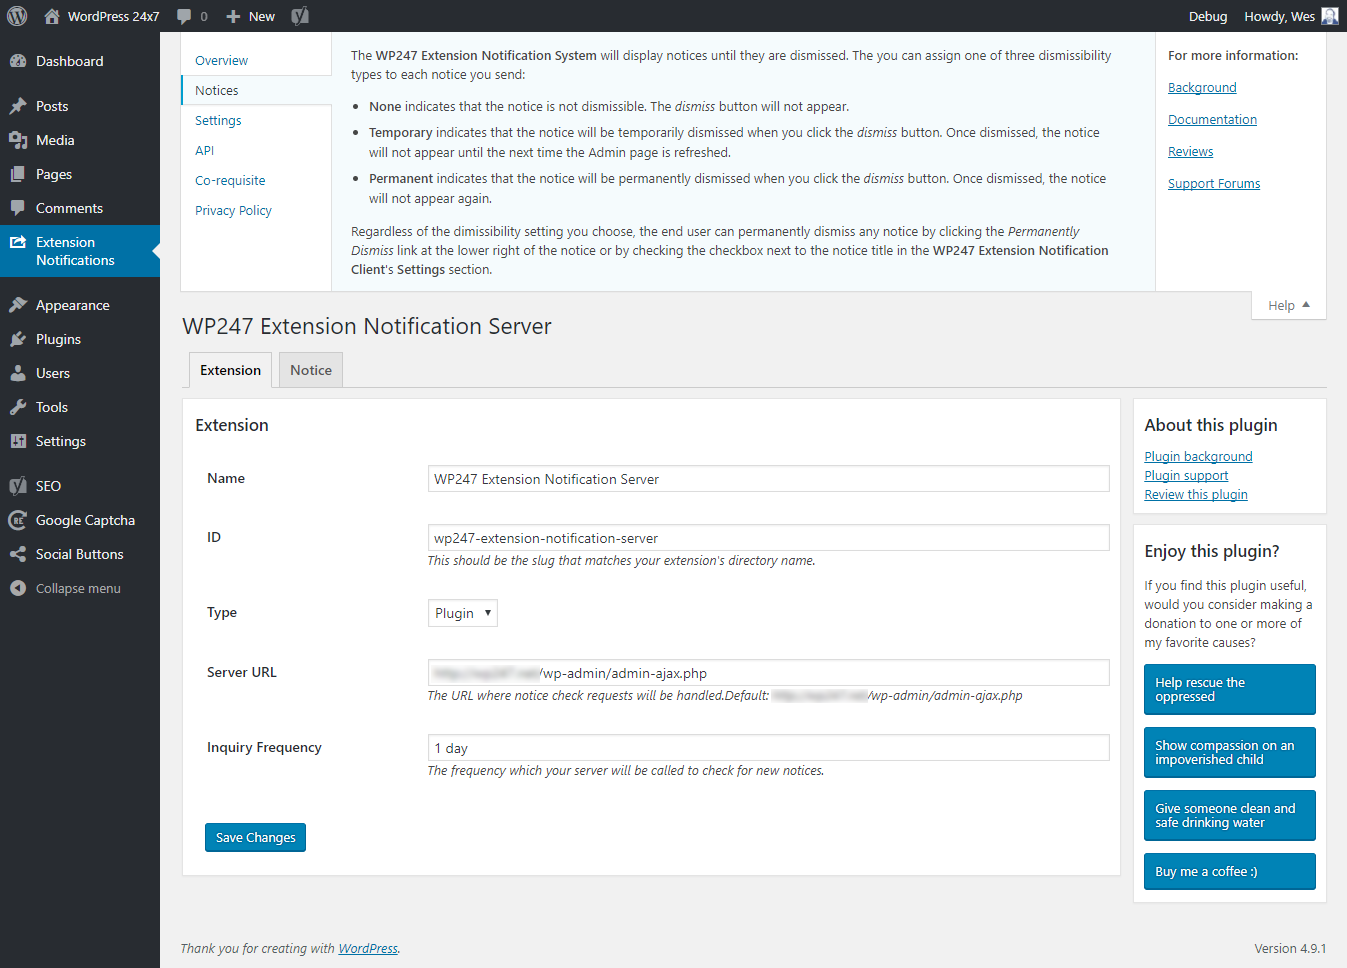 WordPress 24x7 0 New Debug Howdy, Wes
Dashboard
Posts
Media
Pages
Comments
Extension
Notifications
Appearance
Plugins
Users
Tools
Settings
SEO
Google Captcha
Social Buttons
Collapse menu
Overview
Notices
Settings
API
Co-requisite
Privacy Policy
The WP247 Extension Notification System will display notices until they are dismissed. The you can assign one of three dismissibility
types to each notice you send:
• None indicates that the notice is not dismissible. The dismiss button will not appear.
• Temporary indicates that the notice will be temporarily dismissed when you click the dismiss button. Once dismissed, the notice
will not appear until the next time the Admin page is refreshed.
• Permanent indicates that the notice will be permanently dismissed when you click the dismiss button. Once dismissed, the notice
will not appear again.
Regardless of the dimissibility setting you choose, the end user can permanently dismiss any notice by clicking the Permanently
Dismiss link at the lower right of the notice or by checking the checkbox next to the notice title in the WP247 Extension Notification
Client's Settings section.
For more information:
Background
Documentation
Reviews
Support Forums
Help
WP247 Extension Notification Server
Extension Notice
Extension
Name WP247 Extension Notification Server
ID wp247-extension-notification-server
This should be the slug that matches your extension's directory name.
Type Plugin
Server URL /wp-admin/admin-ajax.php
The URL where notice check requests will be handled.Default: /wp-admin/admin-ajax.php
Inquiry Frequency 1 day
The frequency which your server will be called to check for new notices.
Save Changes
About this plugin
Plugin background
Plugin support
Review this plugin
Enjoy this plugin?
If you find this plugin useful,
would you consider making a
donation to one or more of
my favorite causes?
Help rescue the
oppressed
Show compassion on an
impoverished child
Give someone clean and
safe drinking water
Buy me a coffee :)
Thank you for creating with WordPress. Version 4.9.1